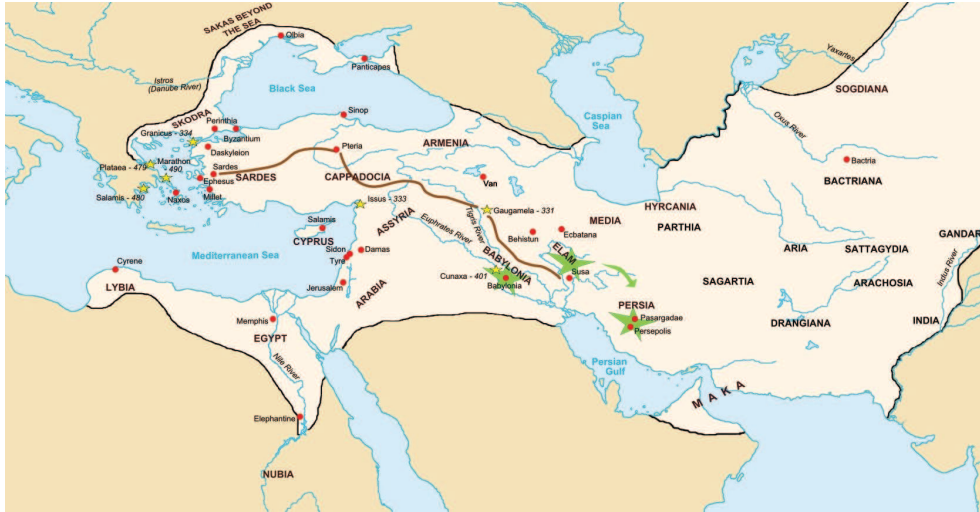 SAKAS BEYOND
THE SEA
Olbia
Panticapes
Istros
(Danube River)
Black Sea
Caspian
Sea
Yaxartes
SOGDIANA
Oxus River
SKODRA
Perinthia
Sinop
Granicus - 334
Byzantium
Daskyleion
Pteria
ARMENIA
Bactria
BACTRIANA
Plataea - 479
Marathon
490
Sardes
SARDES
CAPPADOCIA
Ephesus
Van
Salamis - 480
Naxus
Millet
Issus - 333
ASSYRIA
Tigris River
Gaugamela - 331
HYRCANIA
PARTHIA
MEDIA
Salamis
CYPRUS
Euphrates River
Behistun
Ecbatana
ARIA
SATTAGYDIA
GANDAR
Mediterranean Sea
Sidon
Damas
Tyre
BABYLONIA
ELAM
Cyrene
LYBIA
Jerusalem
ARABIA
Cunaxa - 401
Babylonia
Susa
SAGARTIA
ARACHOSIA
Indus River
Memphis
EGYPT
PERSIA
Pasargadae
Persepolis
DRANGIANA
INDIA
Nile River
Persian
Gulf
MAKA
Elephantine
NUBIA